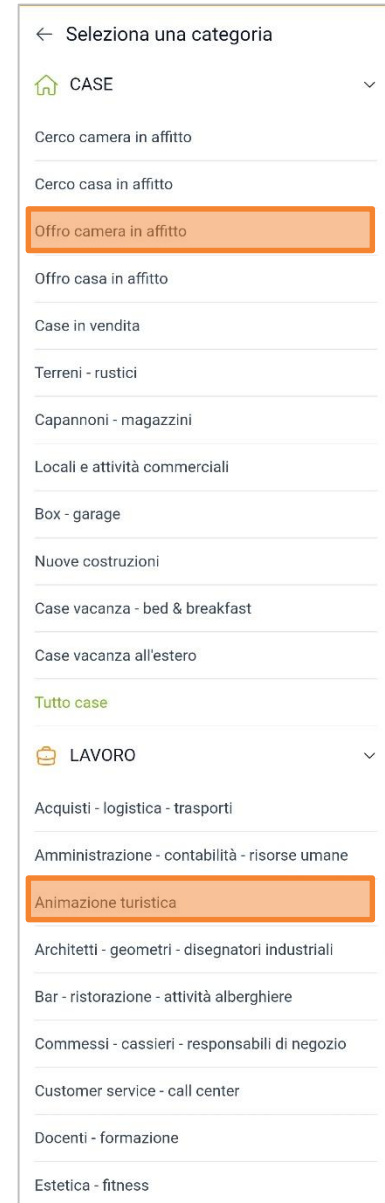 Seleziona una categoria
CASE
Cerco camera in affitto
Cerco casa in affitto
Offro camera in affitto
Offro casa in affitto
Case in vendita
Terreni - rustici
Capannoni - magazzini
Locali e attività commerciali
Box - garage
Nuove costruzioni
Case vacanza - bed & breakfast
Case vacanza all'estero
Tutto case
LAVORO
Acquisti - logistica - trasporti
Amministrazione - contabilità - risorse umane
Animazione turistica
Architetti - geometri - disegnatori industriali
Bar - ristorazione - attività alberghiere
Commessi - cassieri - responsabili di negozio
Customer service - call center
Docenti - formazione
Estetica - fitness